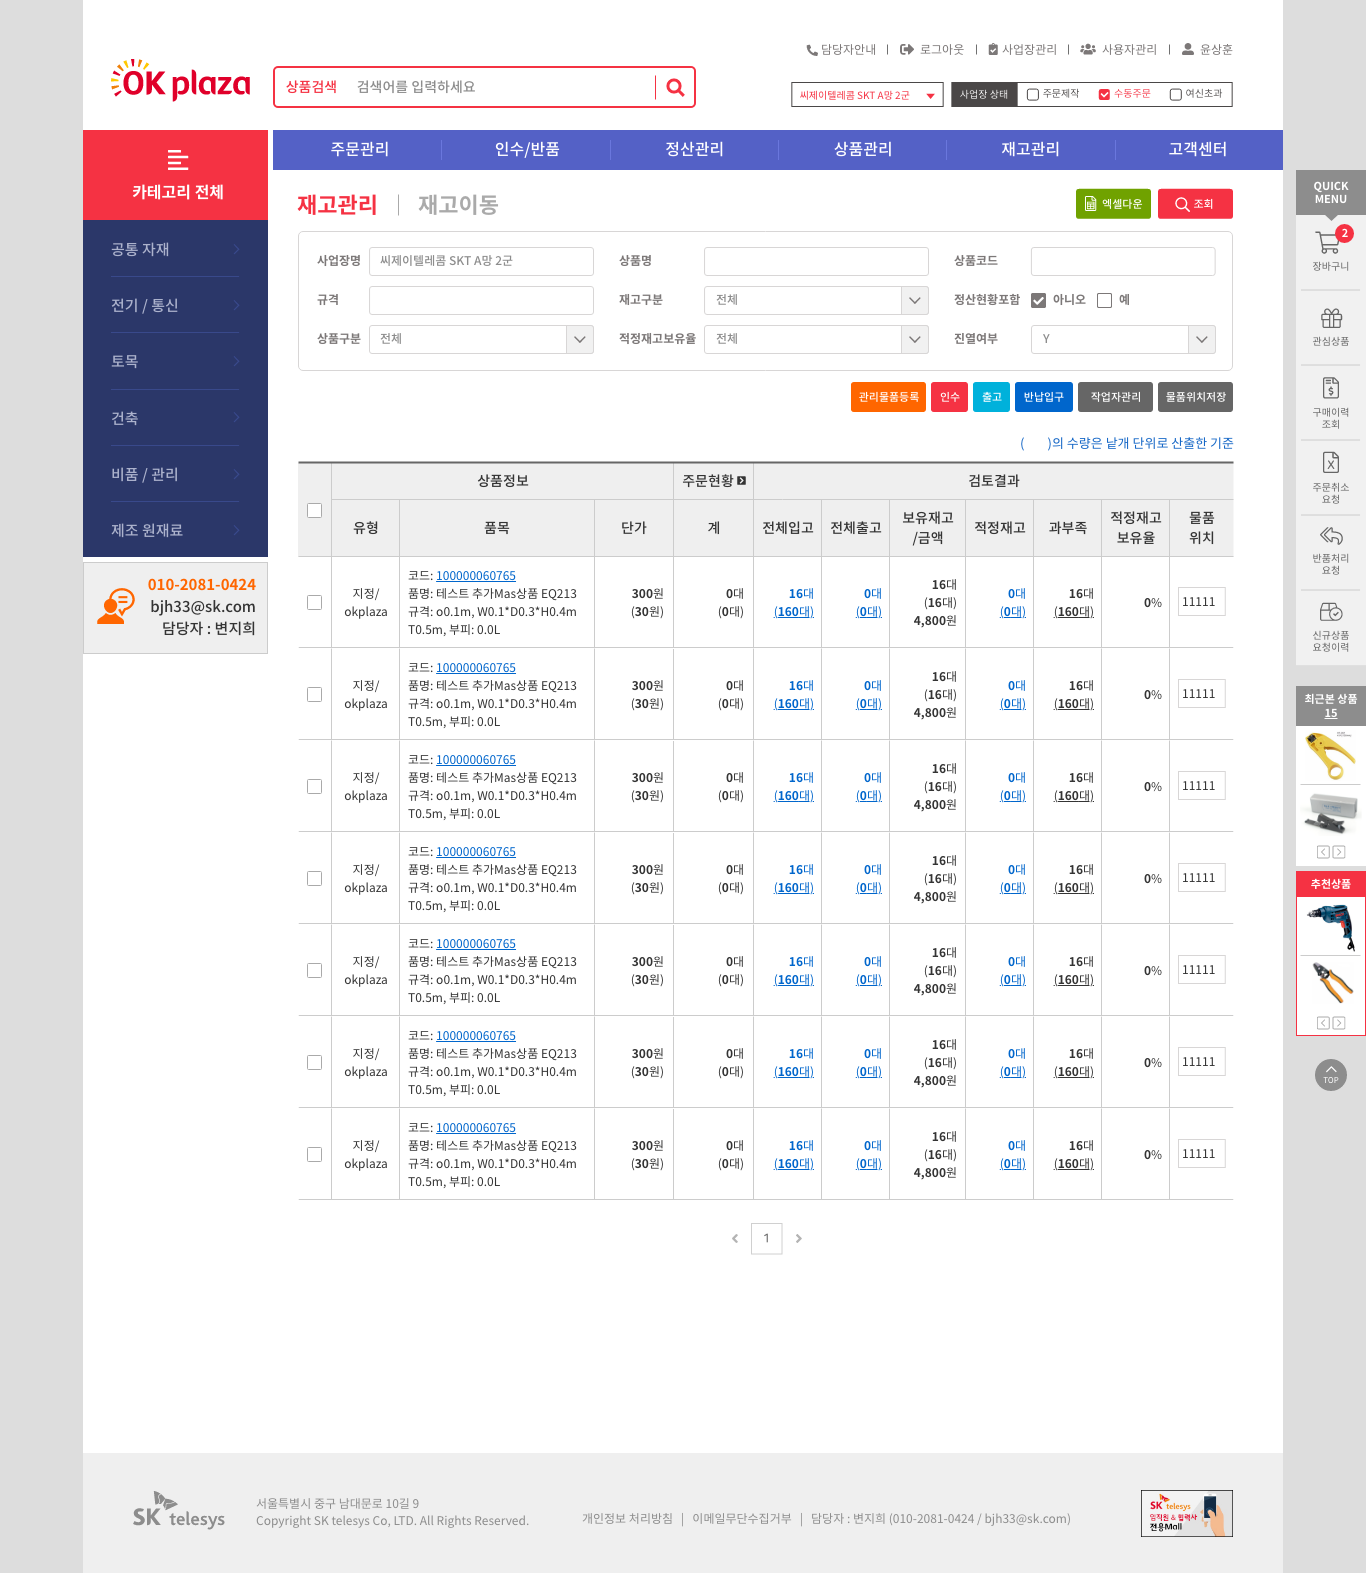 담당자안내 로그아웃 사업장관리 사용자관리 윤상훈
OK plaza
상품검색 검색어를 입력하세요
씨제이텔레콤 SKT A망 2군
사업장 상태 주문제작 수동주문 여신초과
카테고리 전체
주문관리 인수/반품 정산관리 상품관리 재고관리 고객센터
공통 자재
전기 / 통신
토목
건축
비품 / 관리
제조 원재료
010-2081-0424
bjh33@sk.com
담당자 : 변지희
재고관리 재고이동
엑셀다운 조회
사업장명 씨제이텔레콤 SKT A망 2군 상품명 상품코드
규격 재고구분 전체 정산현황포함 아니오 예
상품구분 전체 적정재고보유율 전체 진열여부 Y
관리물품등록 인수 출고 반납입구 작업자관리 물품위치저장
( )의 수량은 낱개 단위로 산출한 기준
상품정보 주문현황 검토결과
유형 품목 단가 계 전체입고 전체출고 보유재고 /금액 적정재고 과부족 적정재고 보유율 물품 위치
코드: 100000060765
지정/ 품명: 테스트 추가Mas상품 EQ213 300원 0대 16대 0대 16대 (16대) 0대 16대 0% 11111
okplaza 규격: o0.1m, W0.1*D0.3*H0.4m (30원) (0대) (160대) (0대) 4,800원 (0대) (160대)
T0.5m, 부피: 0.0L
코드: 100000060765
지정/ 품명: 테스트 추가Mas상품 EQ213 300원 0대 16대 0대 16대 (16대) 0대 16대 0% 11111
okplaza 규격: o0.1m, W0.1*D0.3*H0.4m (30원) (0대) (160대) (0대) 4,800원 (0대) (160대)
T0.5m, 부피: 0.0L
코드: 100000060765
지정/ 품명: 테스트 추가Mas상품 EQ213 300원 0대 16대 0대 16대 (16대) 0대 16대 0% 11111
okplaza 규격: o0.1m, W0.1*D0.3*H0.4m (30원) (0대) (160대) (0대) 4,800원 (0대) (160대)
T0.5m, 부피: 0.0L
코드: 100000060765
지정/ 품명: 테스트 추가Mas상품 EQ213 300원 0대 16대 0대 16대 (16대) 0대 16대 0% 11111
okplaza 규격: o0.1m, W0.1*D0.3*H0.4m (30원) (0대) (160대) (0대) 4,800원 (0대) (160대)
T0.5m, 부피: 0.0L
코드: 100000060765
지정/ 품명: 테스트 추가Mas상품 EQ213 300원 0대 16대 0대 16대 (16대) 0대 16대 0% 11111
okplaza 규격: o0.1m, W0.1*D0.3*H0.4m (30원) (0대) (160대) (0대) 4,800원 (0대) (160대)
T0.5m, 부피: 0.0L
코드: 100000060765
지정/ 품명: 테스트 추가Mas상품 EQ213 300원 0대 16대 0대 16대 (16대) 0대 16대 0% 11111
okplaza 규격: o0.1m, W0.1*D0.3*H0.4m (30원) (0대) (160대) (0대) 4,800원 (0대) (160대)
T0.5m, 부피: 0.0L
코드: 100000060765
지정/ 품명: 테스트 추가Mas상품 EQ213 300원 0대 16대 0대 16대 (16대) 0대 16대 0% 11111
okplaza 규격: o0.1m, W0.1*D0.3*H0.4m (30원) (0대) (160대) (0대) 4,800원 (0대) (160대)
T0.5m, 부피: 0.0L
1
QUICK
MENU
2
장바구니
관심상품
구매이력
조회
주문취소
요청
반품처리
요청
신규상품
요청이력
최근본 상품
15
추천상품
TOP
SK telesys
서울특별시 중구 남대문로 10길 9
Copyright SK telesys Co, LTD. All Rights Reserved.
개인정보 처리방침 | 이메일무단수집거부 | 담당자 : 변지희 (010-2081-0424 / bjh33@sk.com)
SK telesys
임직원 & 협력사
전용Mall